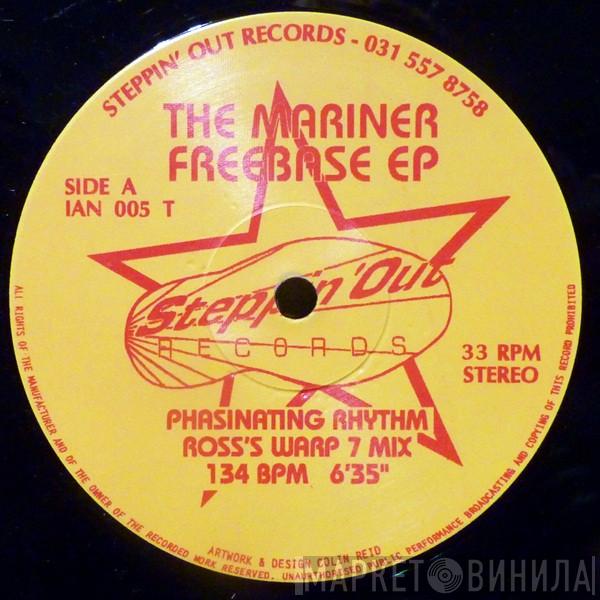 STEPPIN' OUT RECORDS - 031 557 8758
THE MARINER
FREEBASE EP
SIDE A
IAN 005 T
Steppin' Out
RECORDS
33 RPM
STEREO
PHASINATING RHYTHM
ROSS'S WARP 7 MIX
134 BPM 6'35"
ARTWORK & DESIGN COLIN REID
ALL RIGHTS OF THE MANUFACTURER AND OF THE OWNER OF THE RECORDED WORK RESERVED. UNAUTHORISED PUBLIC PERFORMANCE BROADCASTING AND COPYING OF THIS RECORD PROHIBITED
МАРКЕТ ВИНИЛА